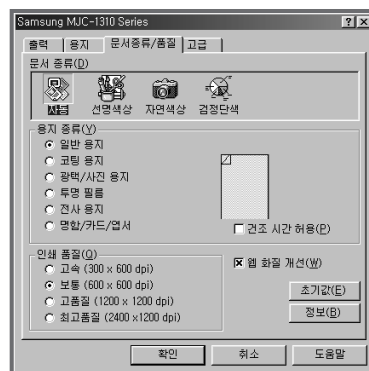 Samsung MJC-1310 Series
출력 용지 문서종류/품질 고급
문서 종류(D)
자동 선명색상 자연색상 검정단색
용지 종류(Y)
일반 용지
코팅 용지
광택/사진 용지
투명 필름
전사 용지
명함/카드/엽서
건조 시간 허용(P)
인쇄 품질(Q)
고속 (300 x 600 dpi)
보통 (600 x 600 dpi)
고품질 (1200 x 1200 dpi)
최고품질 (2400 x1200 dpi)
웹 화질 개선(W)
초기값(E)
정보(B)
확인 취소 도움말